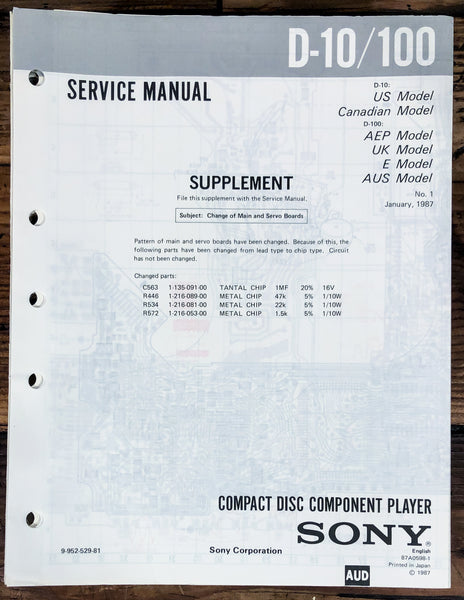 D-10/100
SERVICE MANUAL
D-10:
US Model
Canadian Model
D-100:
AEP Model
UK Model
E Model
AUS Model
No. 1
January, 1987
SUPPLEMENT
File this supplement with the Service Manual.
Subject: Change of Main and Servo Boards
Pattern of main and servo boards have been changed. Because of this, the
following parts have been changed from lead type to chip type. Circuit
has not been changed.
Changed parts:
C563 1-135-091-00 TANTAL CHIP 1MF 20% 16V
R446 1-216-089-00 METAL CHIP 47k 5% 1/10W
R534 1-216-081-00 METAL CHIP 22k 5% 1/10W
R572 1-216-053-00 METAL CHIP 1.5k 5% 1/10W
COMPACT DISC COMPONENT PLAYER
SONY®
9-952-529-81
Sony Corporation
English
87A0598-1
Printed in Japan
© 1987
AUD